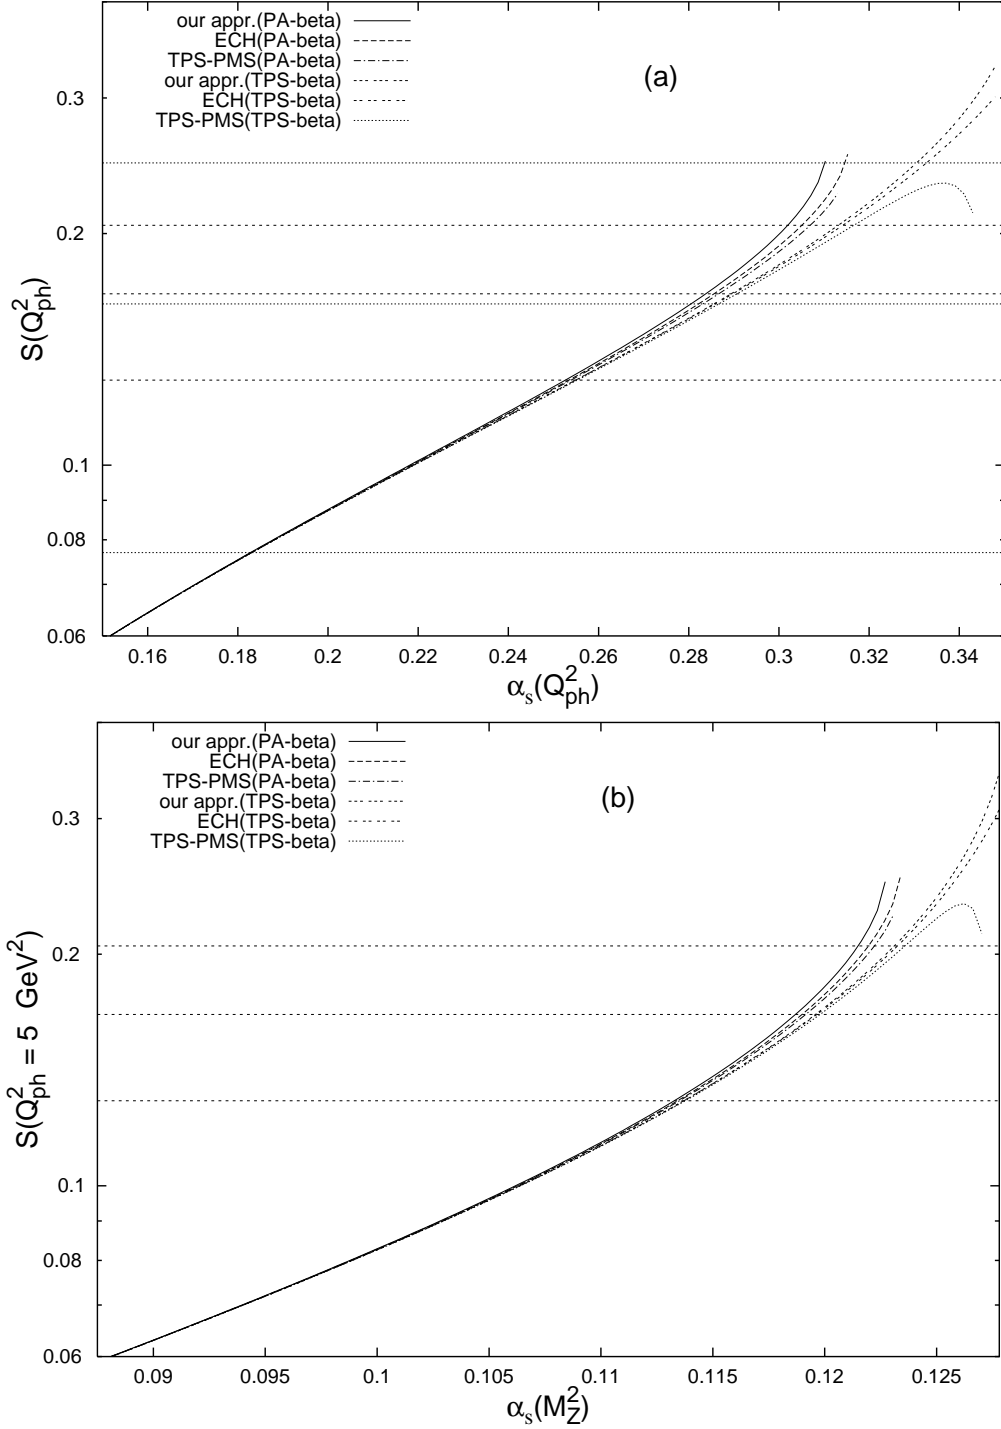 our appr.(PA-beta)
ECH(PA-beta)
TPS-PMS(PA-beta)
our appr.(TPS-beta)
ECH(TPS-beta)
TPS-PMS(TPS-beta)
(a)
0.3
0.2
0.1
0.08
0.06
S(Q²ph)
0.16 0.18 0.2 0.22 0.24 0.26 0.28 0.3 0.32 0.34
αs(Q²ph)
our appr.(PA-beta)
ECH(PA-beta)
TPS-PMS(PA-beta)
our appr.(TPS-beta)
ECH(TPS-beta)
TPS-PMS(TPS-beta)
(b)
0.3
0.2
0.1
0.08
0.06
S(Q²ph = 5 GeV²)
0.09 0.095 0.1 0.105 0.11 0.115 0.12 0.125
αs(M²Z)